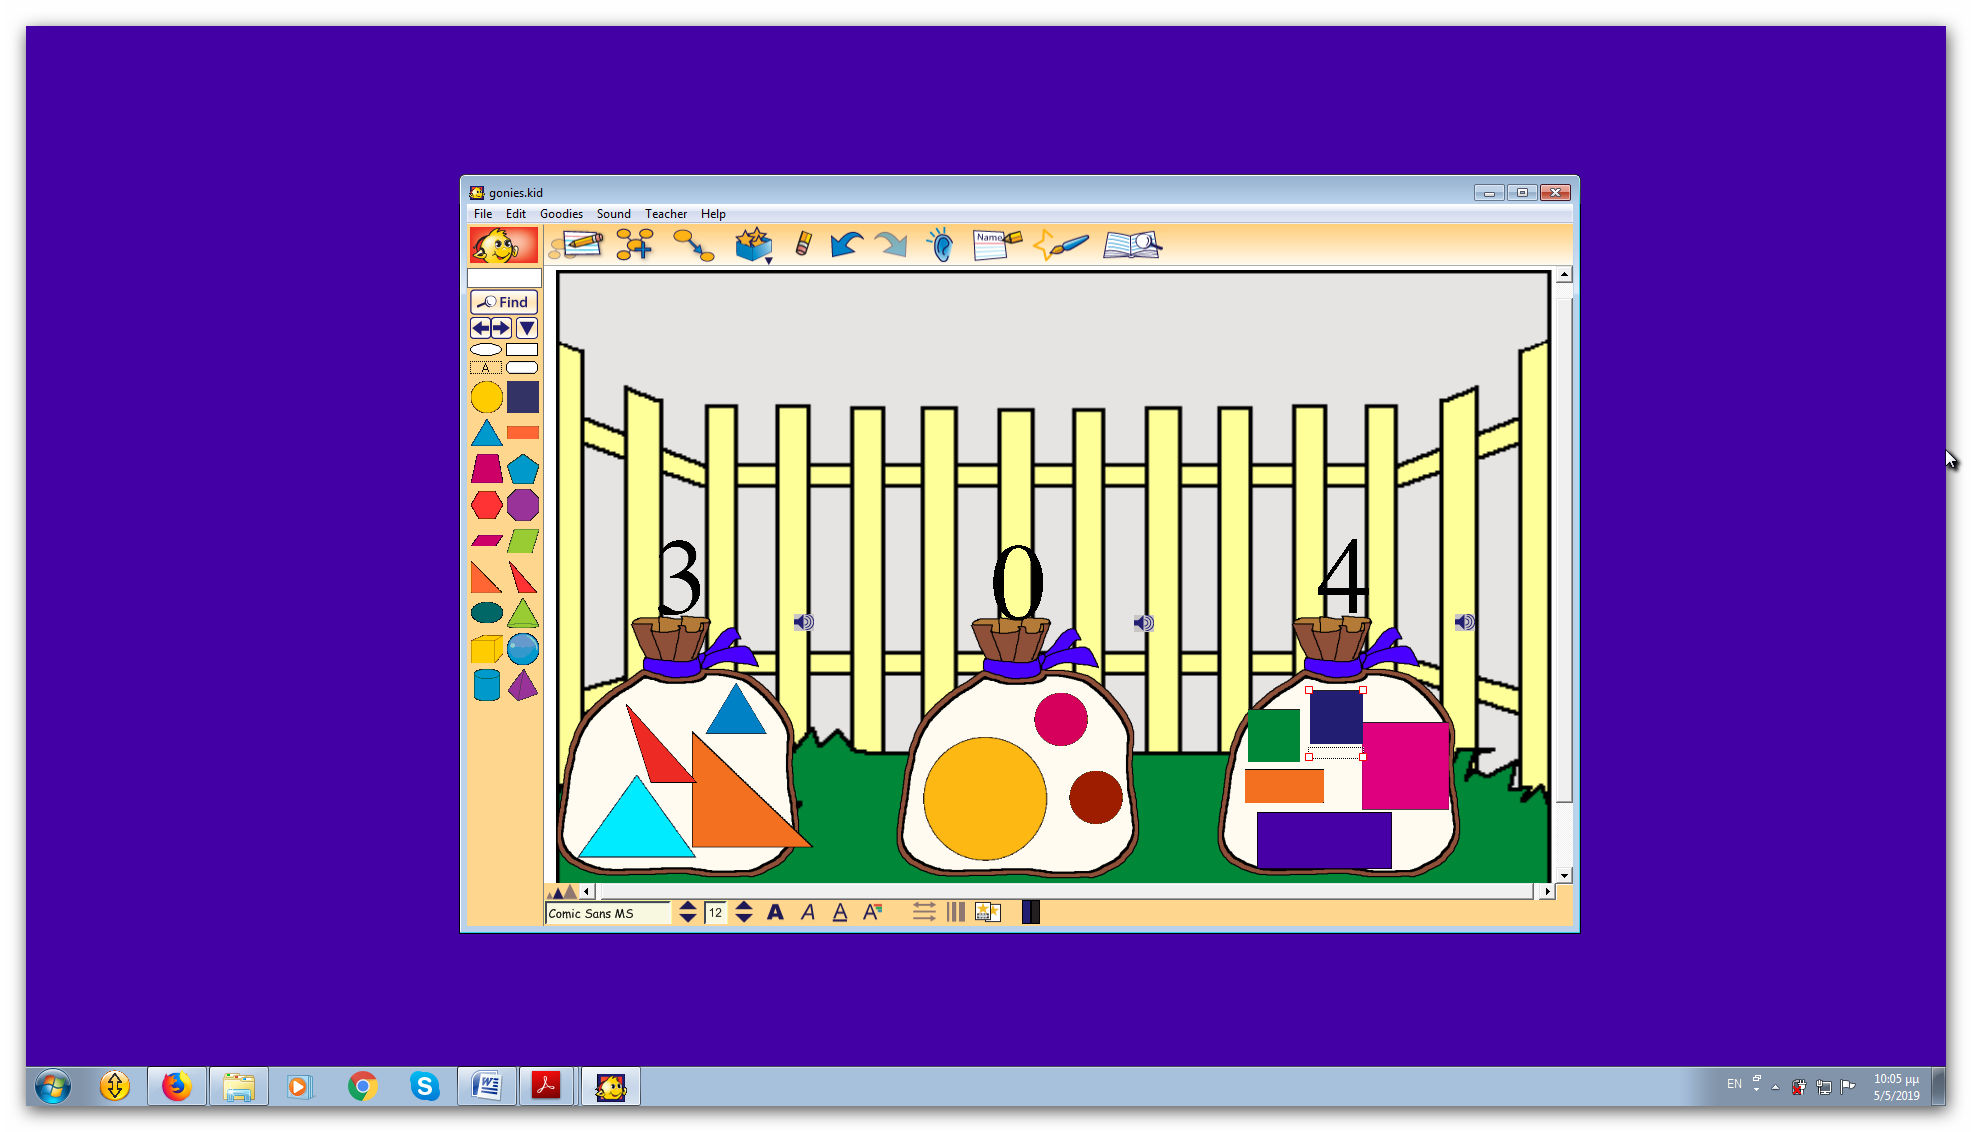 gonies.kid
File Edit Goodies Sound Teacher Help
Name
Find
A
3 0 4
Comic Sans MS 12 A A A A
EN
10:05 μμ
5/5/2019